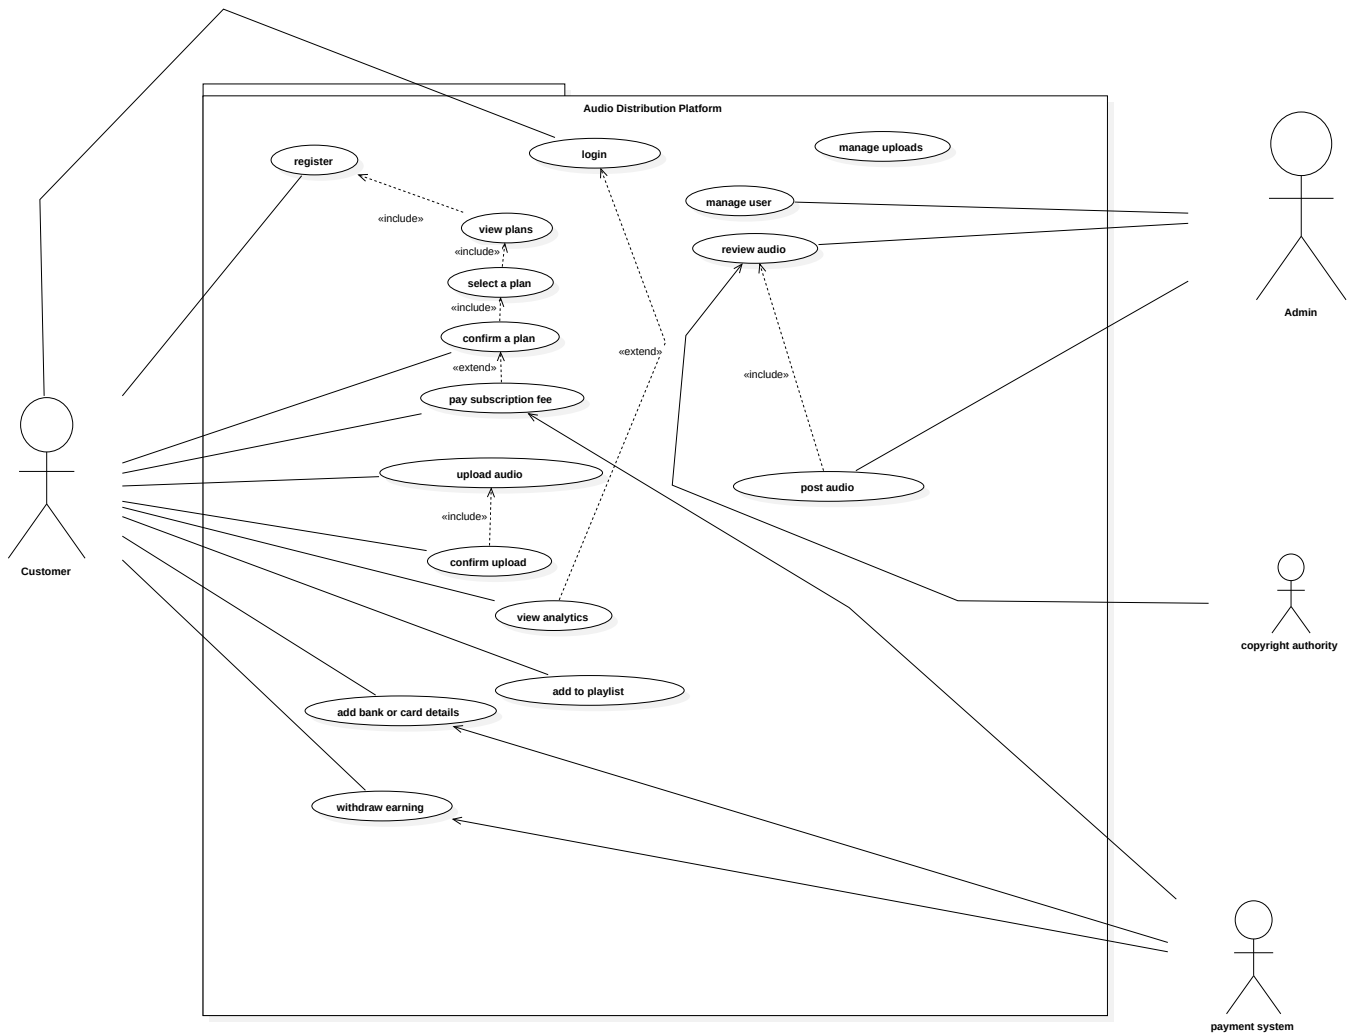 Audio Distribution Platform
manage uploads
login
register
manage user
«include»
view plans
review audio
«include»
select a plan
«include»
Admin
confirm a plan
«extend»
«extend»
«include»
pay subscription fee
upload audio
post audio
«include»
confirm upload
Customer
view analytics
copyright authority
add to playlist
add bank or card details
withdraw earning
payment system